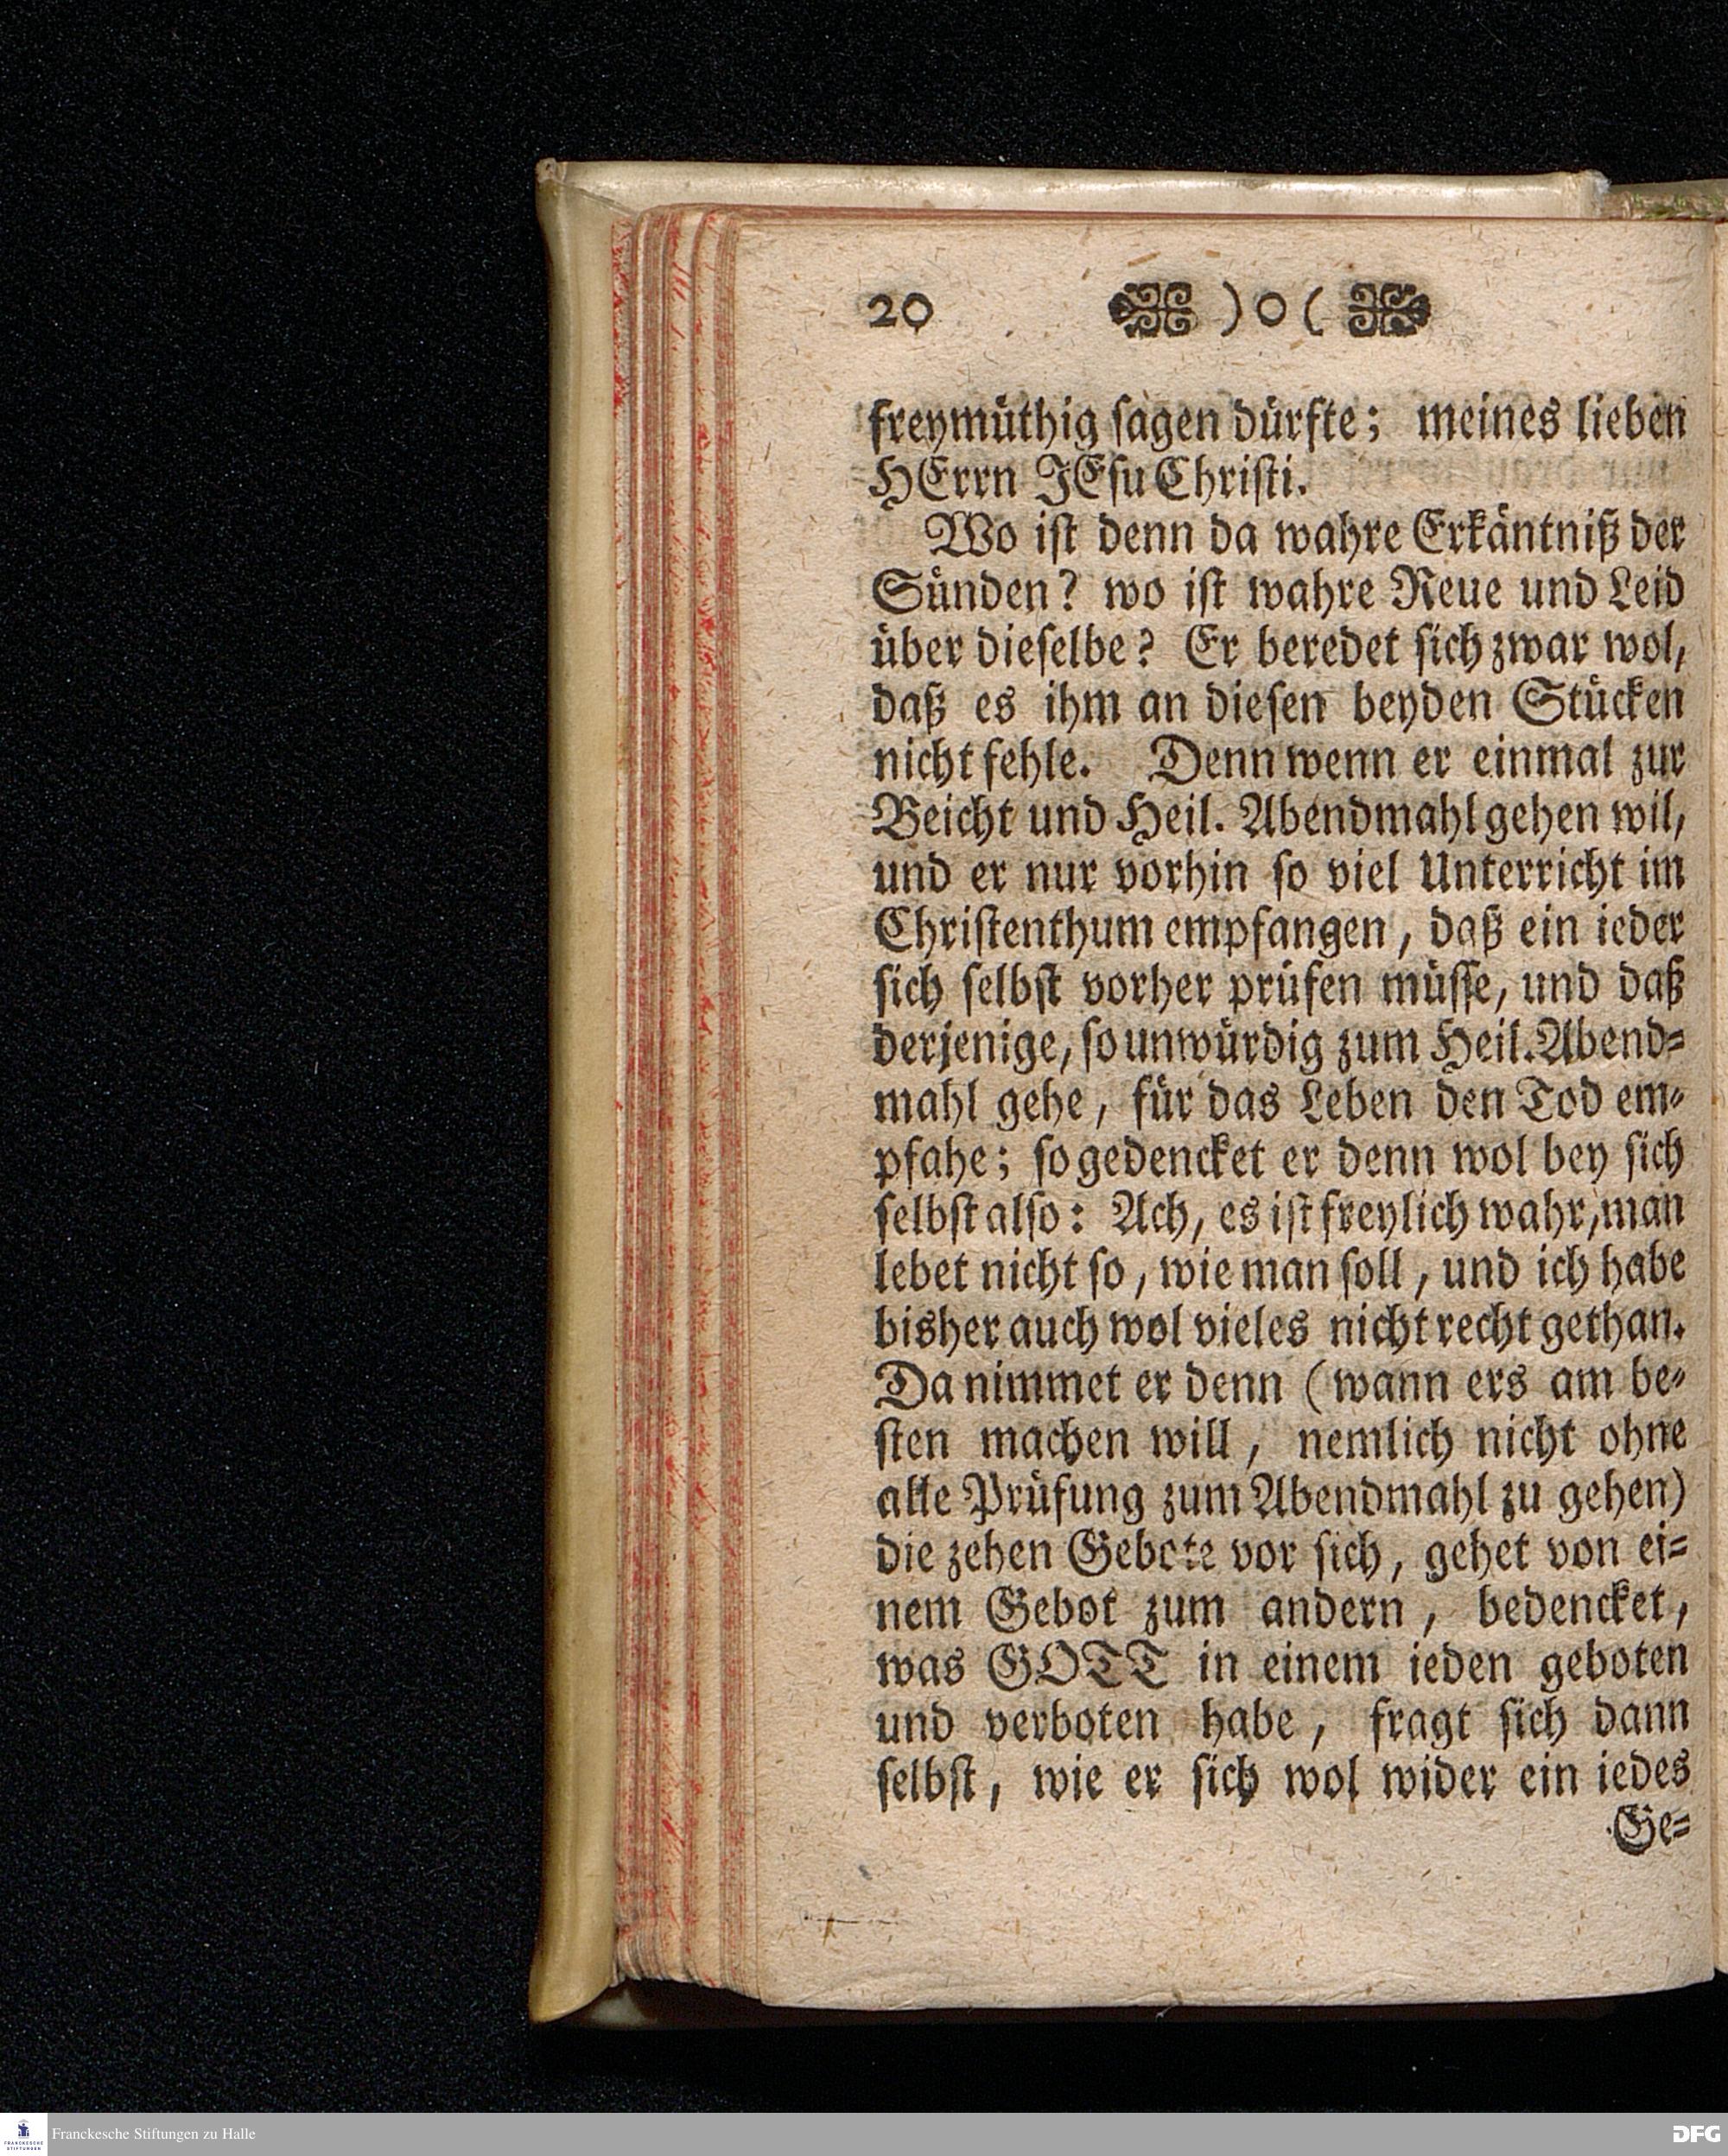 20 ) o (
freymüthig ſagen dürfte; meines lieben
HErrn JEſu Chriſti.
Wo iſt denn da wahre Erkäntniß der
Sünden? wo iſt wahre Reue und Leid
über dieſelbe? Er beredet ſich zwar wol,
daß es ihm an dieſen beyden Stücken
nicht fehle. Denn wenn er einmal zur
Beicht und Heil. Abendmahl gehen wil,
und er nur vorhin ſo viel Unterricht im
Chriſtenthum empfangen, daß ein ieder
ſich ſelbſt vorher prüfen müſſe, und daß
derjenige, ſo unwürdig zum Heil. Abend=
mahl gehe, für das Leben den Tod em=
pfahe; ſo gedencket er denn wol bey ſich
ſelbſt alſo: Ach, es iſt freylich wahr, man
lebet nicht ſo, wie man ſoll, und ich habe
bisher auch wol vieles nicht recht gethan.
Da nimmet er denn (wann ers am be=
ſten machen will, nemlich nicht ohne
alle Prüfung zum Abendmahl zu gehen)
die zehen Gebote vor ſich, gehet von ei=
nem Gebot zum andern, bedencket,
was GOTT in einem ieden geboten
und verboten habe, fragt ſich dann
ſelbſt, wie er ſich wol wider ein iedes
Ge=
FRANCKESCHE STIFTUNGEN
Franckesche Stiftungen zu Halle
DFG